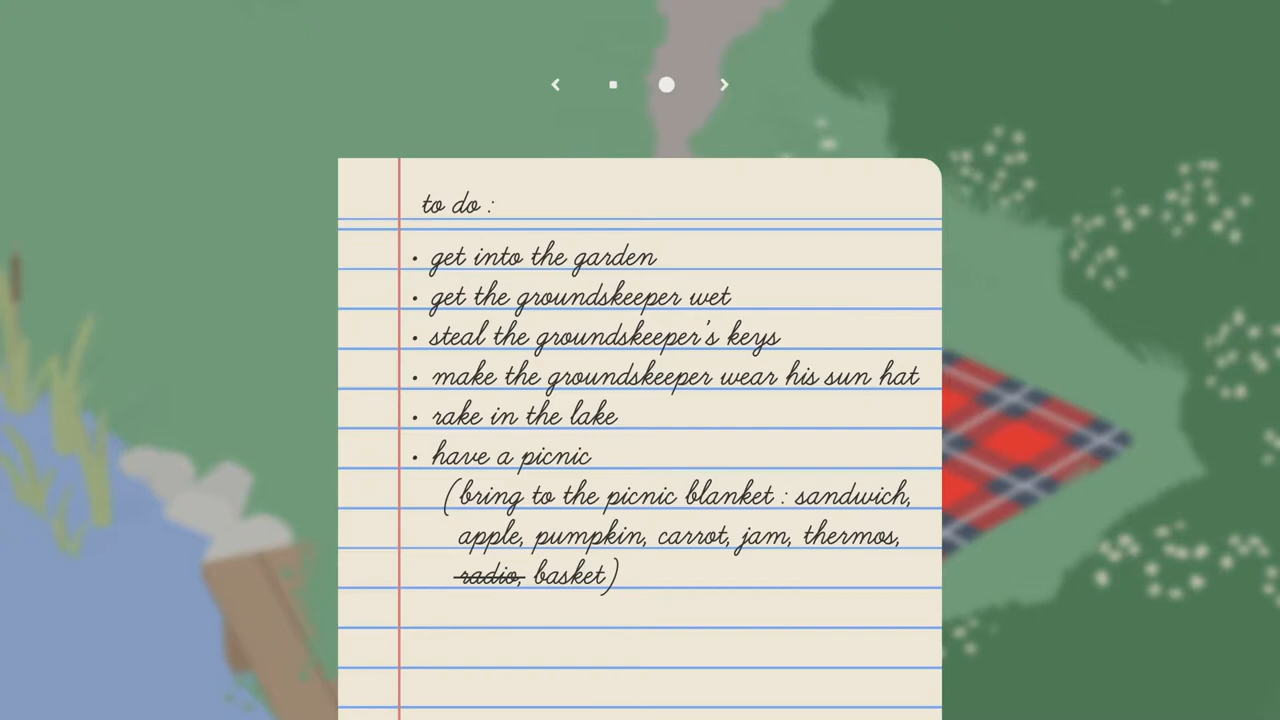 to do :
• get into the garden
• get the groundskeeper wet
• steal the groundskeeper's keys
• make the groundskeeper wear his sun hat
• rake in the lake
• have a picnic
(bring to the picnic blanket : sandwich,
apple, pumpkin, carrot, jam, thermos,
radio, basket)